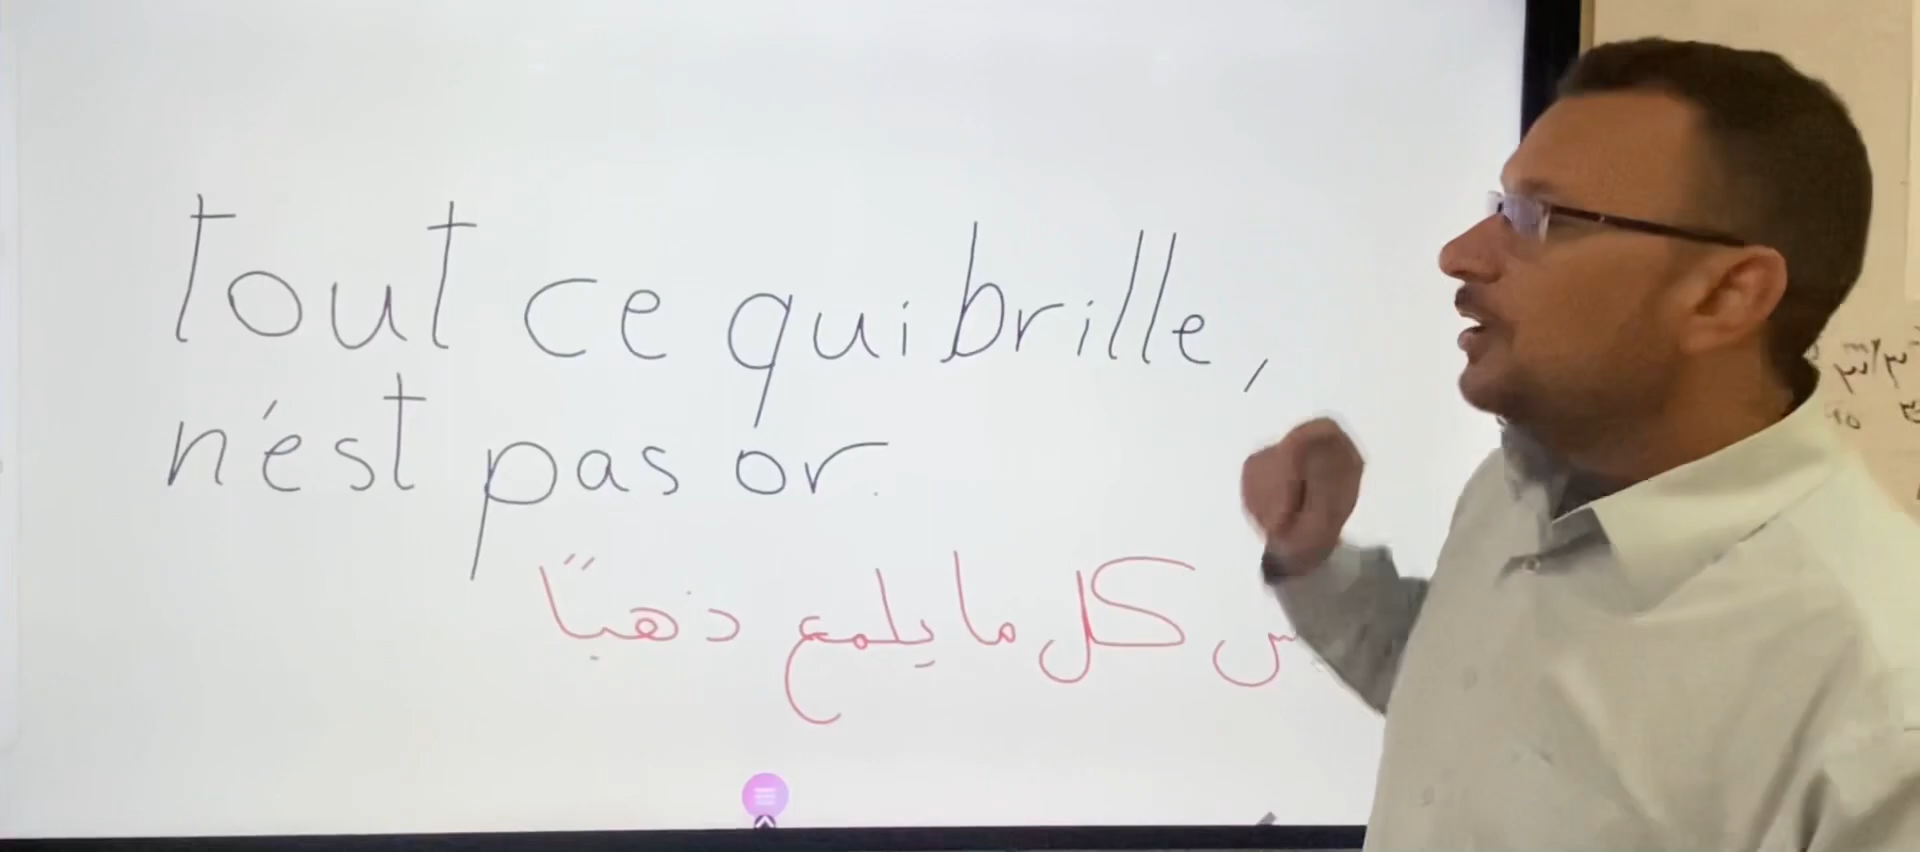 Tout ce qui brille,
n'est pas or.
كل ما يلمع ذهبًا